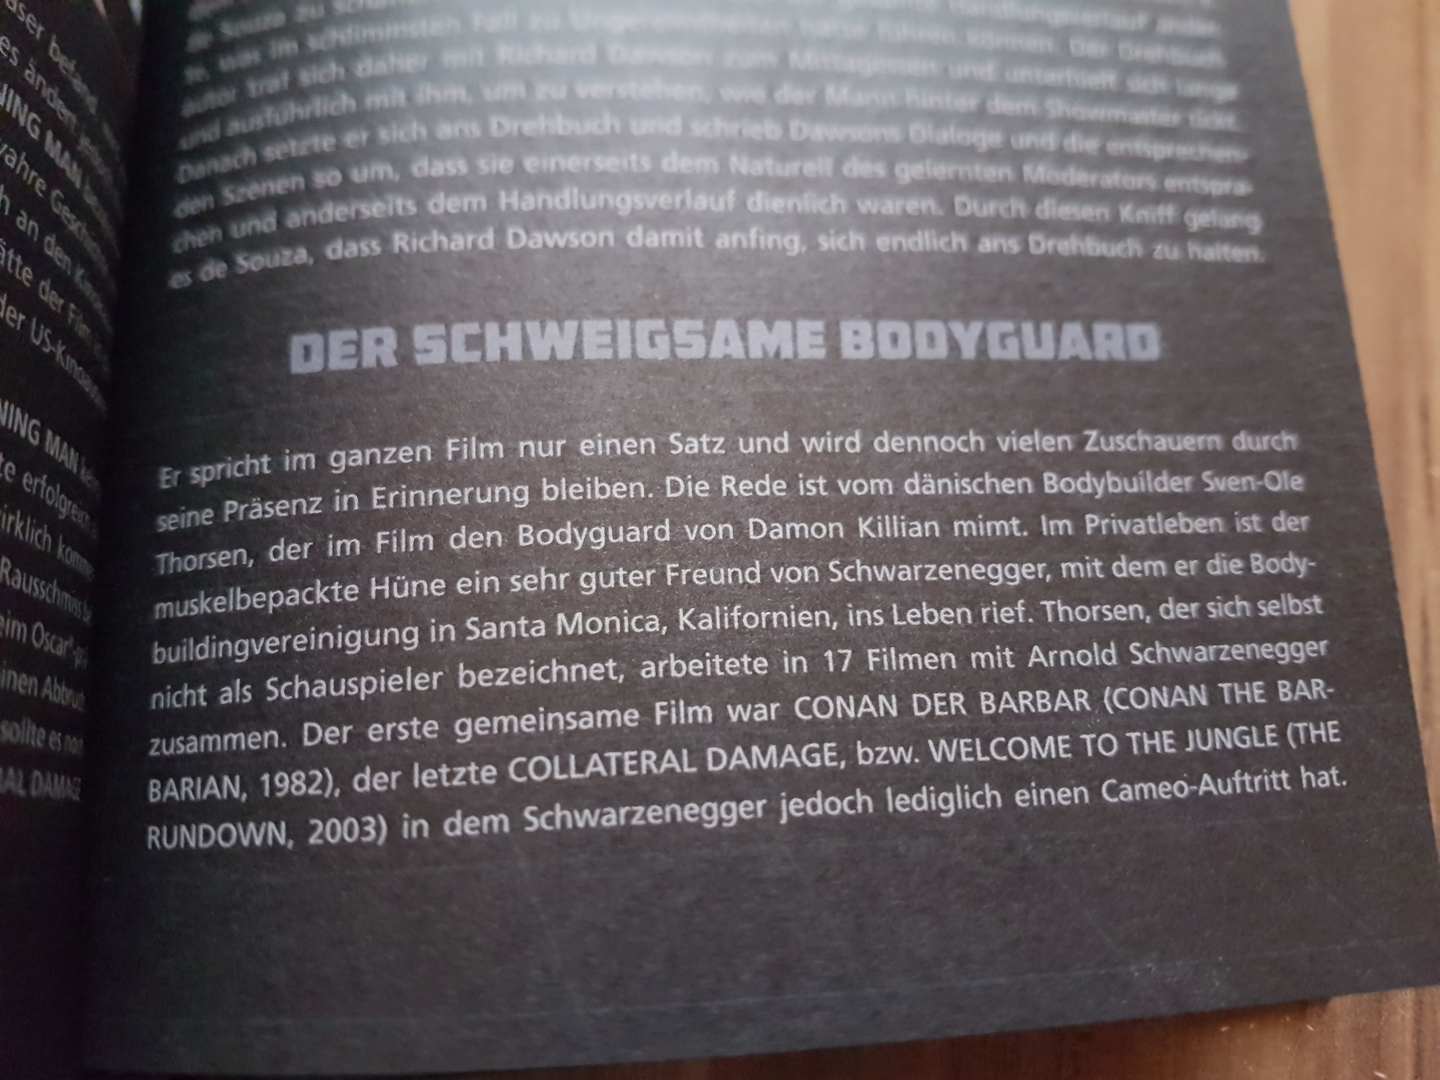 was im schlimmsten Fall zu
autor traf sich daher mit Richard Dawson zum Mittagessen und unterhielt sich lange
und ausführlich mit ihm, um zu verstehen, wie der Mann hinter dem Showmaster tickt.
Danach setzte er sich ans Drehbuch und schrieb Dawsons Dialoge und die entsprechen-
den Szenen so um, dass sie einerseits dem Naturell des gelernten Moderators entspra-
chen und anderseits dem Handlungsverlauf dienlich waren. Durch diesen Kniff gelang
es de Souza, dass Richard Dawson damit anfing, sich endlich ans Drehbuch zu halten.
DER SCHWEIGSAME BODYGUARD
Er spricht im ganzen Film nur einen Satz und wird dennoch vielen Zuschauern durch
seine Präsenz in Erinnerung bleiben. Die Rede ist vom dänischen Bodybuilder Sven-Ole
Thorsen, der im Film den Bodyguard von Damon Killian mimt. Im Privatleben ist der
muskelbepackte Hüne ein sehr guter Freund von Schwarzenegger, mit dem er die Body-
buildingvereinigung in Santa Monica, Kalifornien, ins Leben rief. Thorsen, der sich selbst
nicht als Schauspieler bezeichnet, arbeitete in 17 Filmen mit Arnold Schwarzenegger
zusammen. Der erste gemeinsame Film war CONAN DER BARBAR (CONAN THE BAR-
BARIAN, 1982), der letzte COLLATERAL DAMAGE, bzw. WELCOME TO THE JUNGLE (THE
RUNDOWN, 2003) in dem Schwarzenegger jedoch lediglich einen Cameo-Auftritt hat.